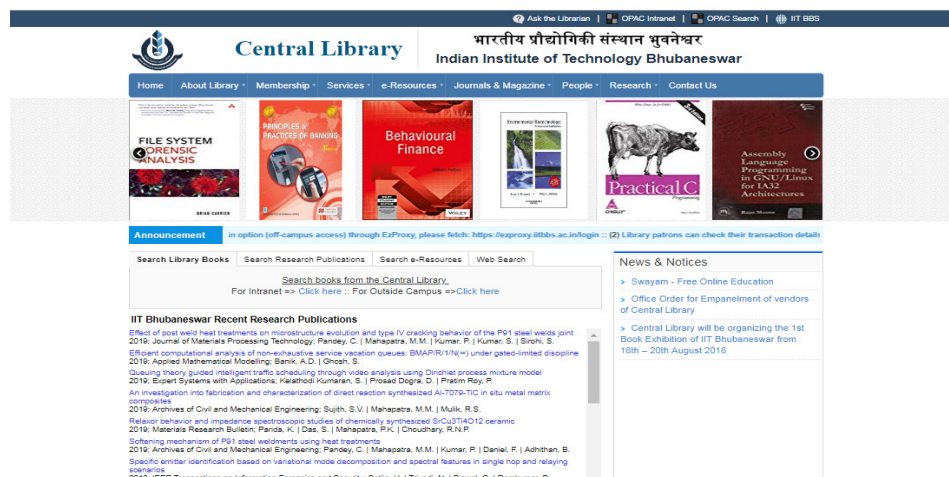 Ask the Librarian | OPAC Intranet | OPAC Search | IIT BBS
Central Library
भारतीय प्रौद्योगिकी संस्थान भुवनेश्वर
Indian Institute of Technology Bhubaneswar
Home About Library Membership Services e-Resources Journals & Magazine People Research Contact Us
FILE SYSTEM
FORENSIC
ANALYSIS
BRIAN CARRIER
PRINCIPLES &
PRACTICES OF BANKING
Behavioural
Finance
WILEY
Environmental Biotechnology
Practical C
Programming
O'REILLY
Assembly
Language
Programming
in GNU/Linux
for IA32
Architectures
Rajat Moona
Announcement in option (off-campus access) through EzProxy, please fetch: https://ezproxy.iitbbs.ac.in/login :: (2) Library patrons can check their transaction details
Search Library Books Search Research Publications Search e-Resources Web Search
Search books from the Central Library
For Intranet => Click here :: For Outside Campus =>Click here
IIT Bhubaneswar Recent Research Publications
Effect of post weld heat treatments on microstructure evolution and type IV cracking behavior of the P91 steel welds joint
2019; Journal of Materials Processing Technology; Pandey, C. | Mahapatra, M.M. | Kumar, P. | Kumar, S. | Sirohi, S.
Efficient computational analysis of non-exhaustive service vacation queues: BMAP/R/1/N(∞) under gated-limited discipline
2019; Applied Mathematical Modelling; Banik, A.D. | Ghosh, S.
Queuing theory guided intelligent traffic scheduling through video analysis using Dirichlet process mixture model
2019; Expert Systems with Applications; Kelathodi Kumaran, S. | Prosad Dogra, D. | Pratim Roy, P.
An investigation into fabrication and characterization of direct reaction synthesized Al-7079-TiC in situ metal matrix
composites
2019; Archives of Civil and Mechanical Engineering; Sujith, S.V. | Mahapatra, M.M. | Mulik, R.S.
Relaxor behavior and impedance spectroscopic studies of chemically synthesized SrCu3Ti4O12 ceramic
2019; Materials Research Bulletin; Parida, K. | Das, S. | Mahapatra, P.K. | Choudhary, R.N.P.
Softening mechanism of P91 steel weldments using heat treatments
2019; Archives of Civil and Mechanical Engineering; Pandey, C. | Mahapatra, M.M. | Kumar, P. | Daniel, F. | Adhithan, B.
Specific emitter identification based on variational mode decomposition and spectral features in single hop and relaying
scenarios
News & Notices
Swayam - Free Online Education
Office Order for Empanelment of vendors
of Central Library
Central Library will be organizing the 1st
Book Exhibition of IIT Bhubaneswar from
16th – 20th August 2016